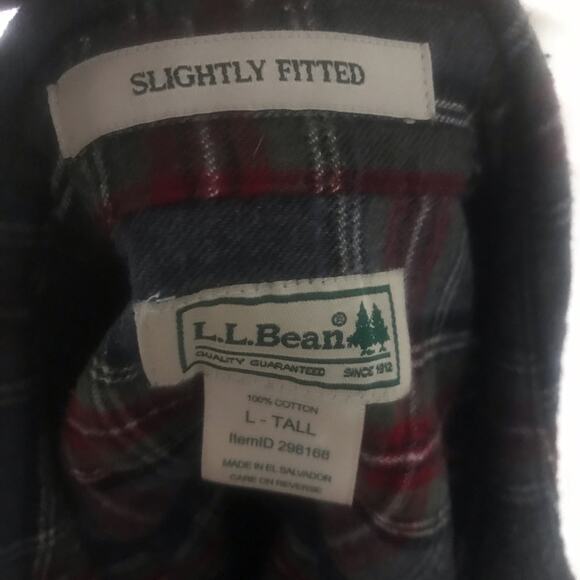 SLIGHTLY FITTED
L.L.Bean®
QUALITY GUARANTEED SINCE 1912
100% COTTON
L - TALL
ItemID 298168
MADE IN EL SALVADOR
CARE ON REVERSE